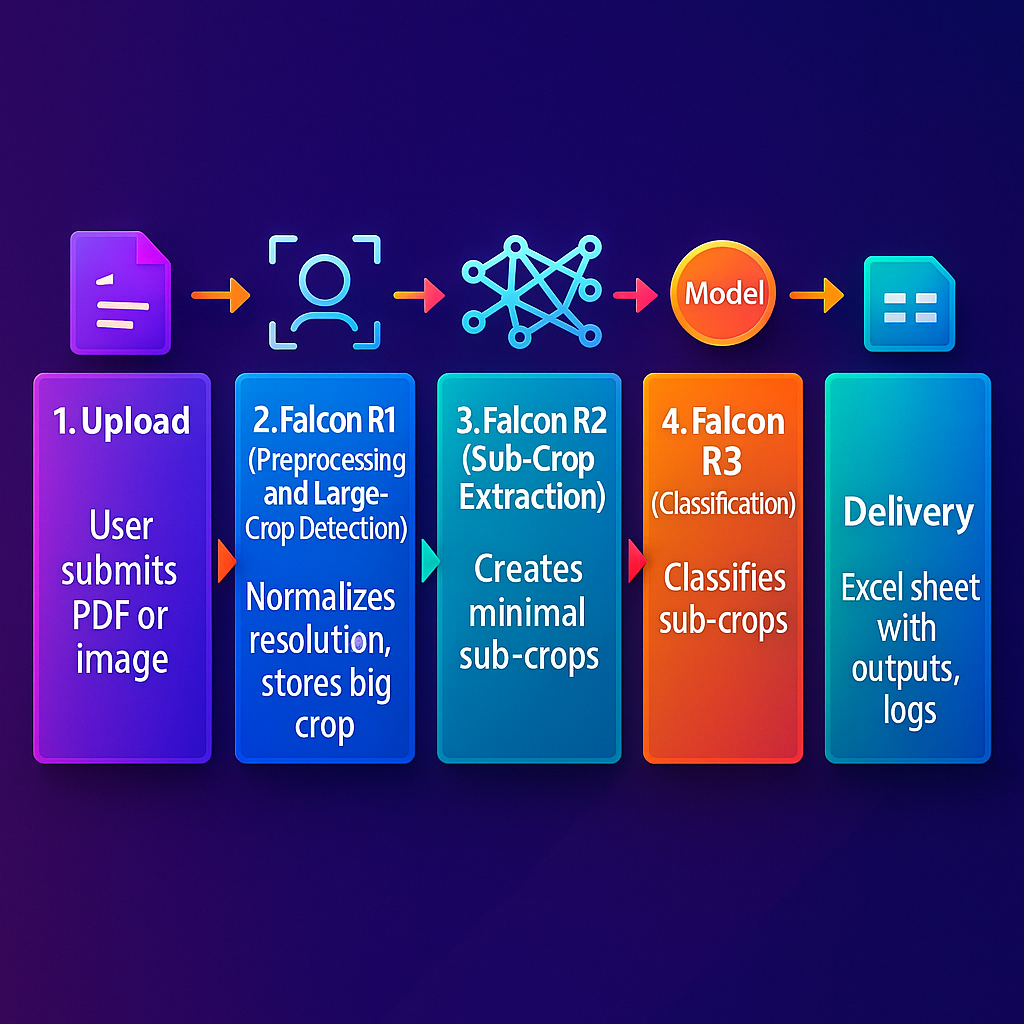 Model
1. Upload
User
submits
PDF or
image
2. Falcon R1
(Preprocessing
and Large-
Crop Detection)
Normalizes
resolution,
stores big
crop
3. Falcon R2
(Sub-Crop
Extraction)
Creates
minimal
sub-crops
4. Falcon
R3
(Classification)
Classifies
sub-crops
Delivery
Excel sheet
with
outputs,
logs